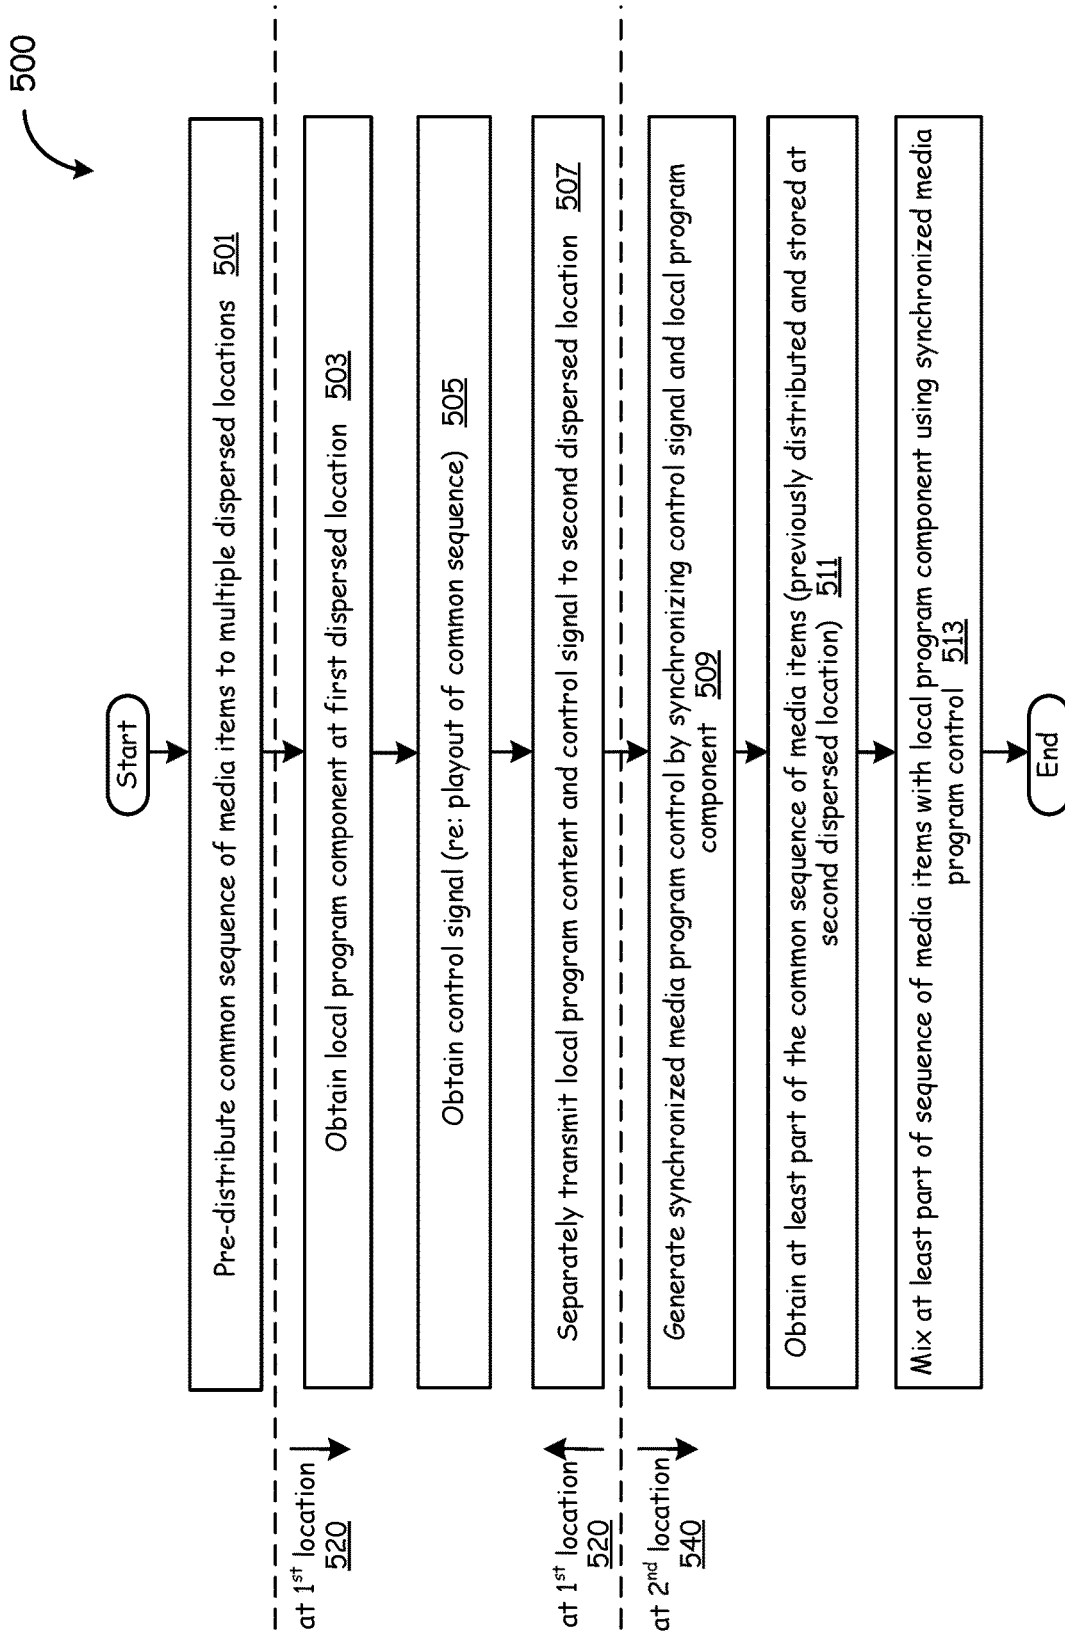 500
Start
Pre-distribute common sequence of media items to multiple dispersed locations 501
at 1st location
520
Obtain local program component at first dispersed location 503
Obtain control signal (re: playout of common sequence) 505
Separately transmit local program content and control signal to second dispersed location 507
at 1st location
520
at 2nd location
540
Generate synchronized media program control by synchronizing control signal and local program
component 509
Obtain at least part of the common sequence of media items (previously distributed and stored at
second dispersed location) 511
Mix at least part of sequence of media items with local program component using synchronized media
program control 513
End